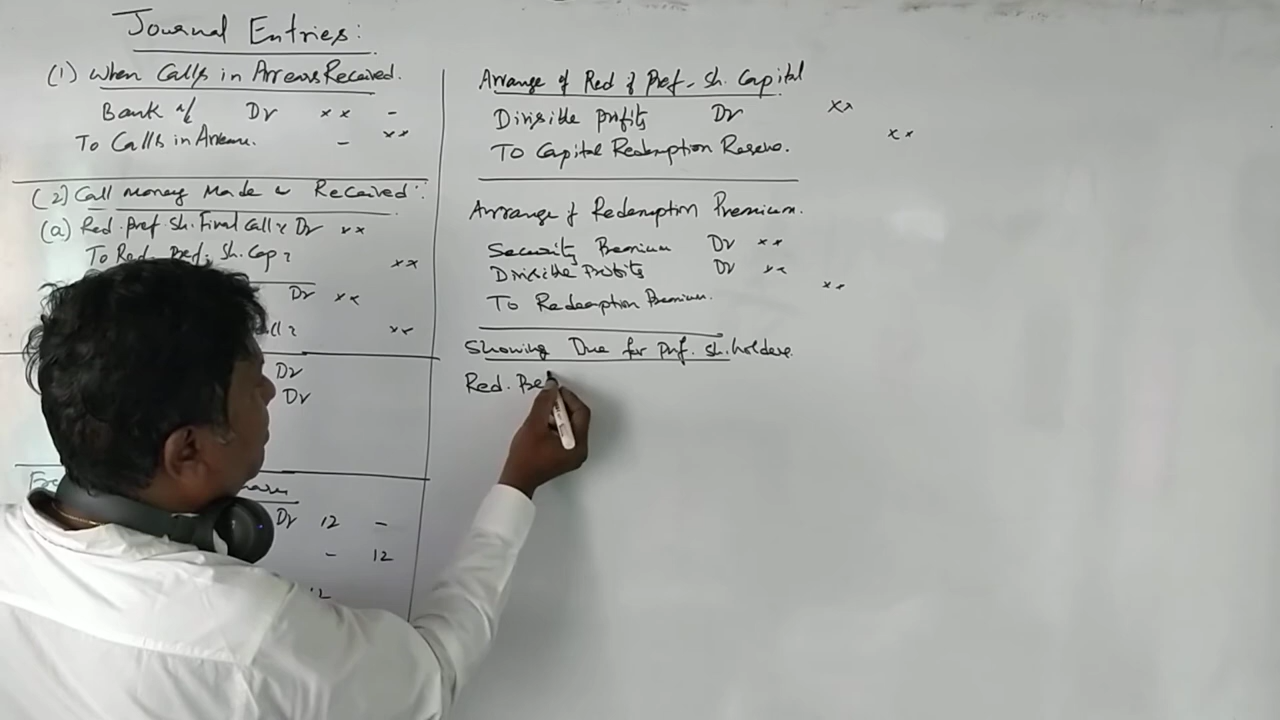 Journal Entries:
(1) When Calls in Arrears Received.
Bank a/c Dr xx -
To Calls in Arrears. - xx
(2) Call money Made & Received:
(a) Red. Pref Sh. Final Call Dr xx
To Red. Pref. Sh. Cap xx
Dr xx
xx
Dr
Dr
Dr 12 -
- 12
12
Arrange of Red of Pref. Sh. Capital
Divisible profits Dr xx
To Capital Redemption Reserve. xx
Arrange of Redemption Premium.
Security Premium Dr xx
Divisible Profits Dr xx
To Redemption Premium. xx
Showing Due for Pref. Sh. holders.
Red. Pre